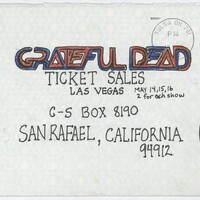 GRATEFUL DEAD
TICKET SALES
LAS VEGAS
MAY 14, 15, 16
2 for each show
G-S BOX 8190
SAN RAFAEL, CALIFORNIA
94912